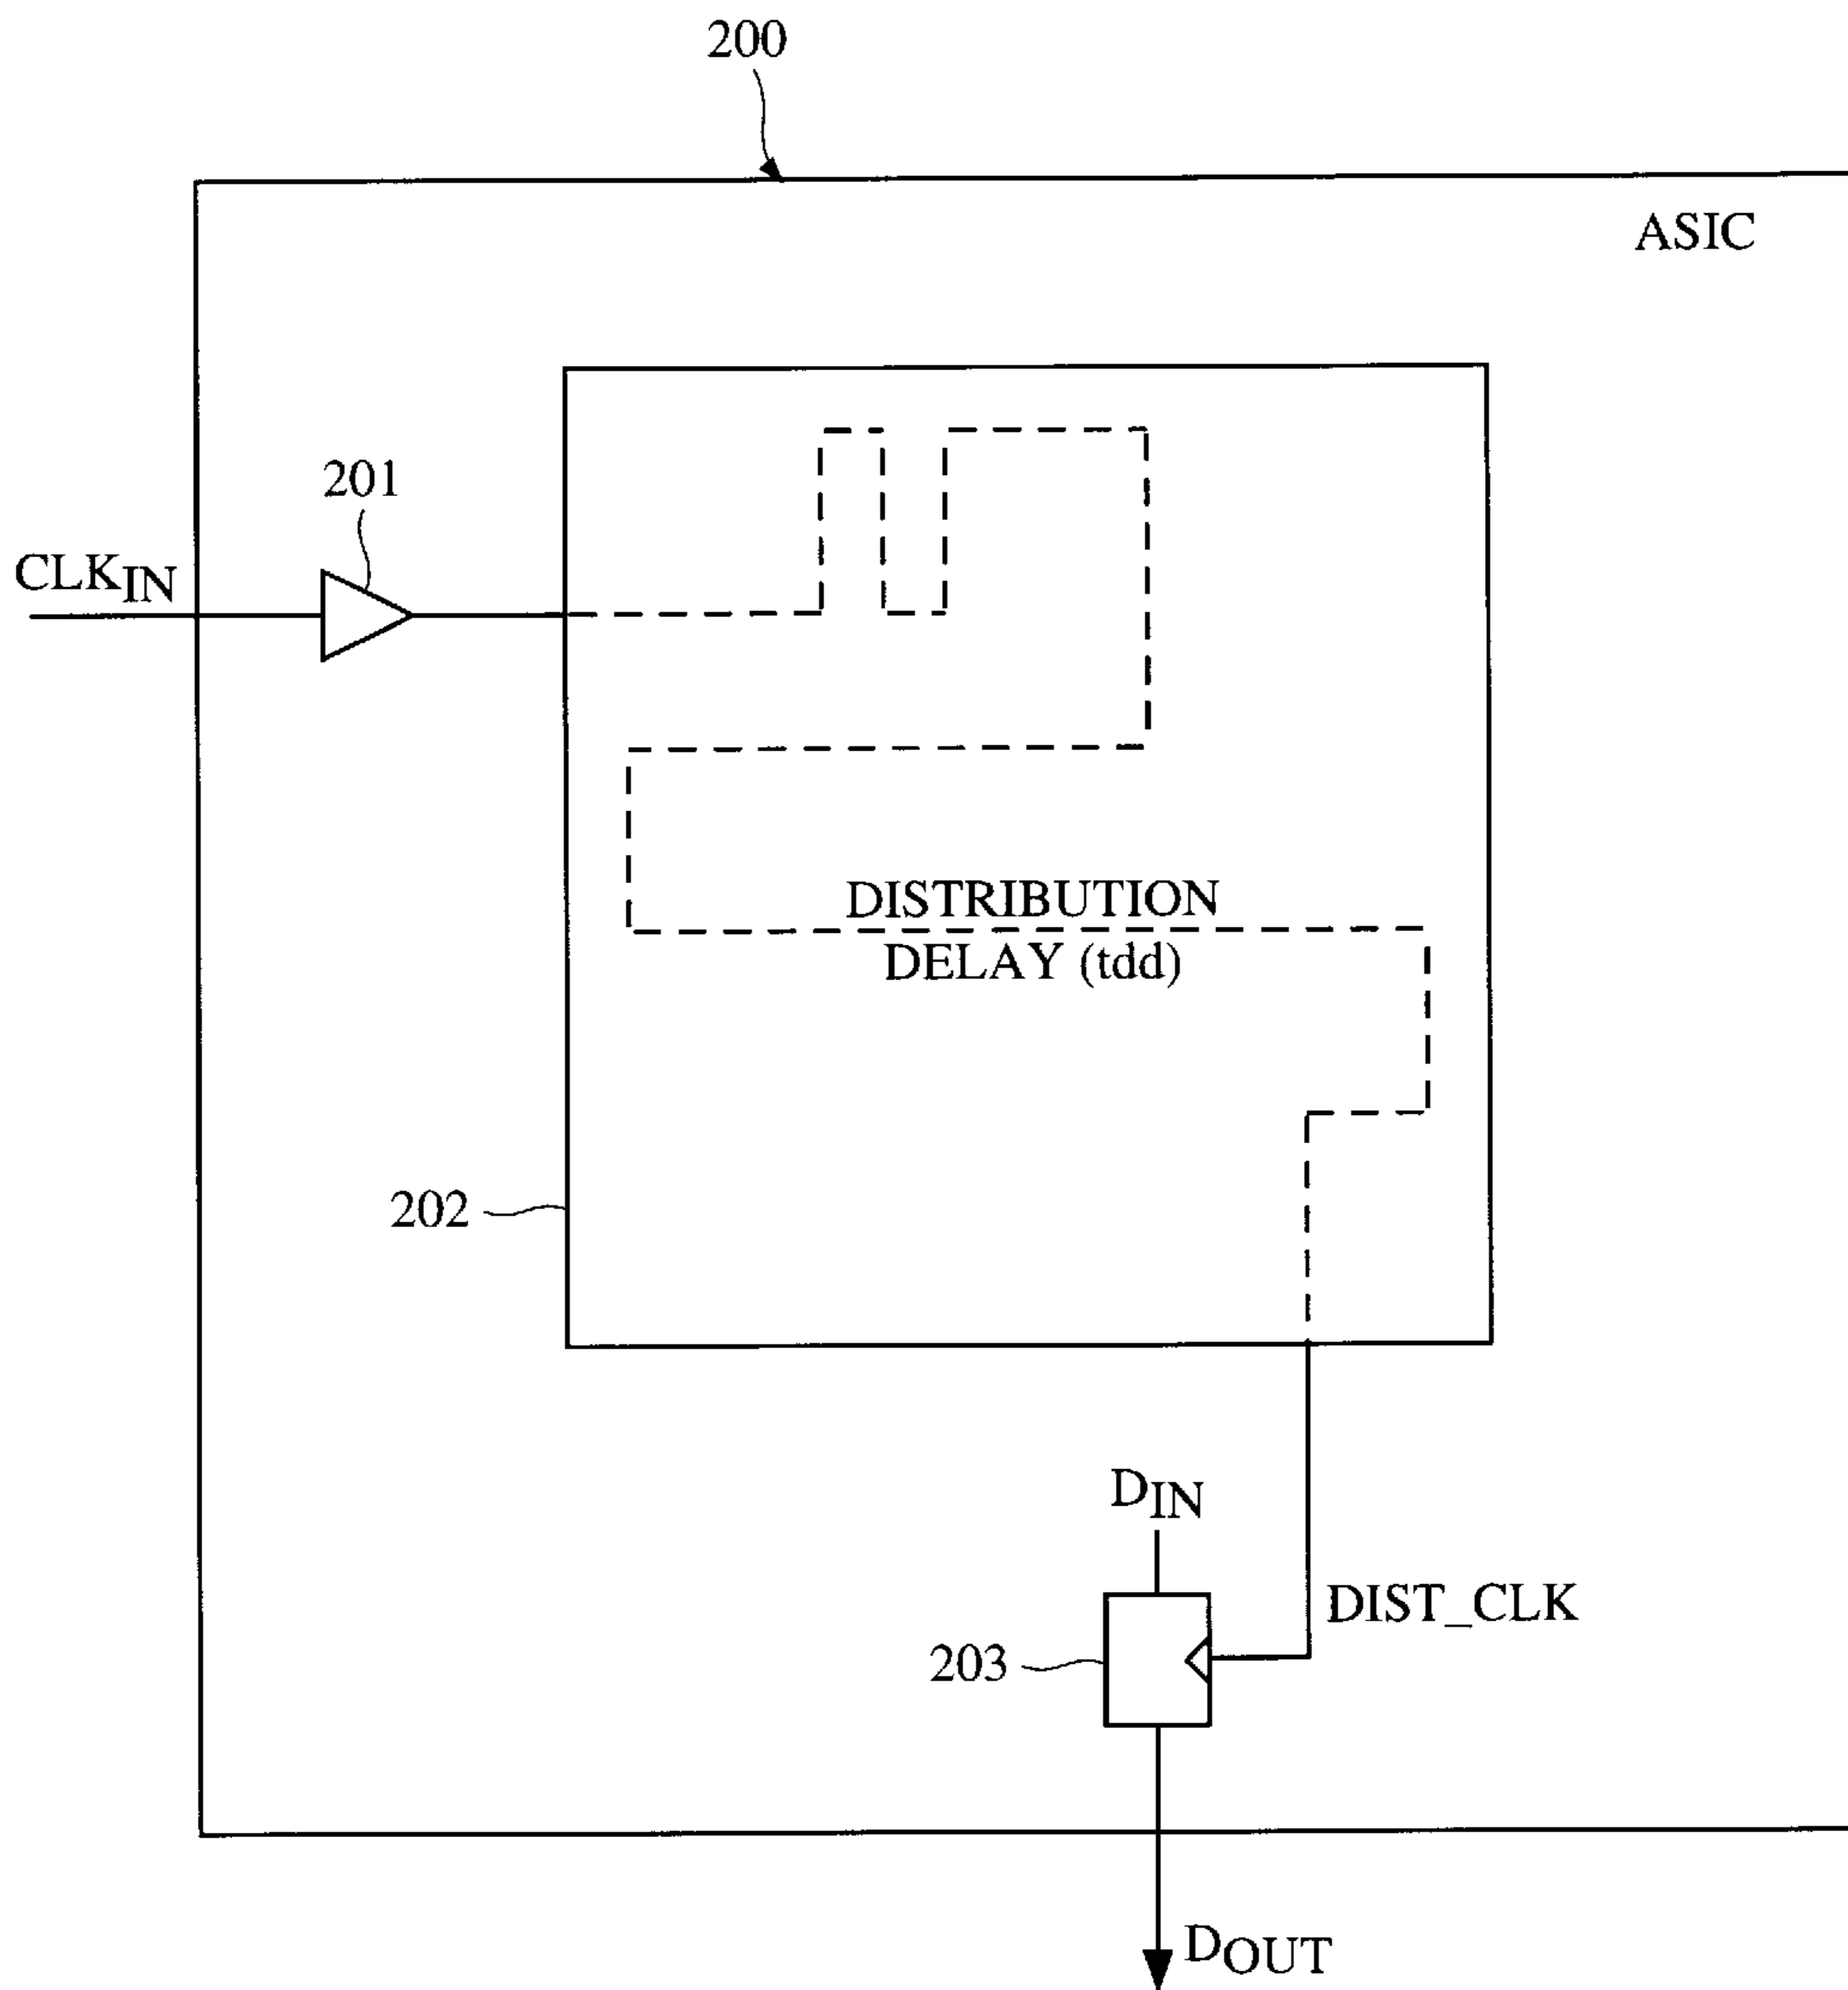 200
ASIC
201
CLKIN
DISTRIBUTION
DELAY (tdd)
202
DIN
DIST_CLK
203
DOUT